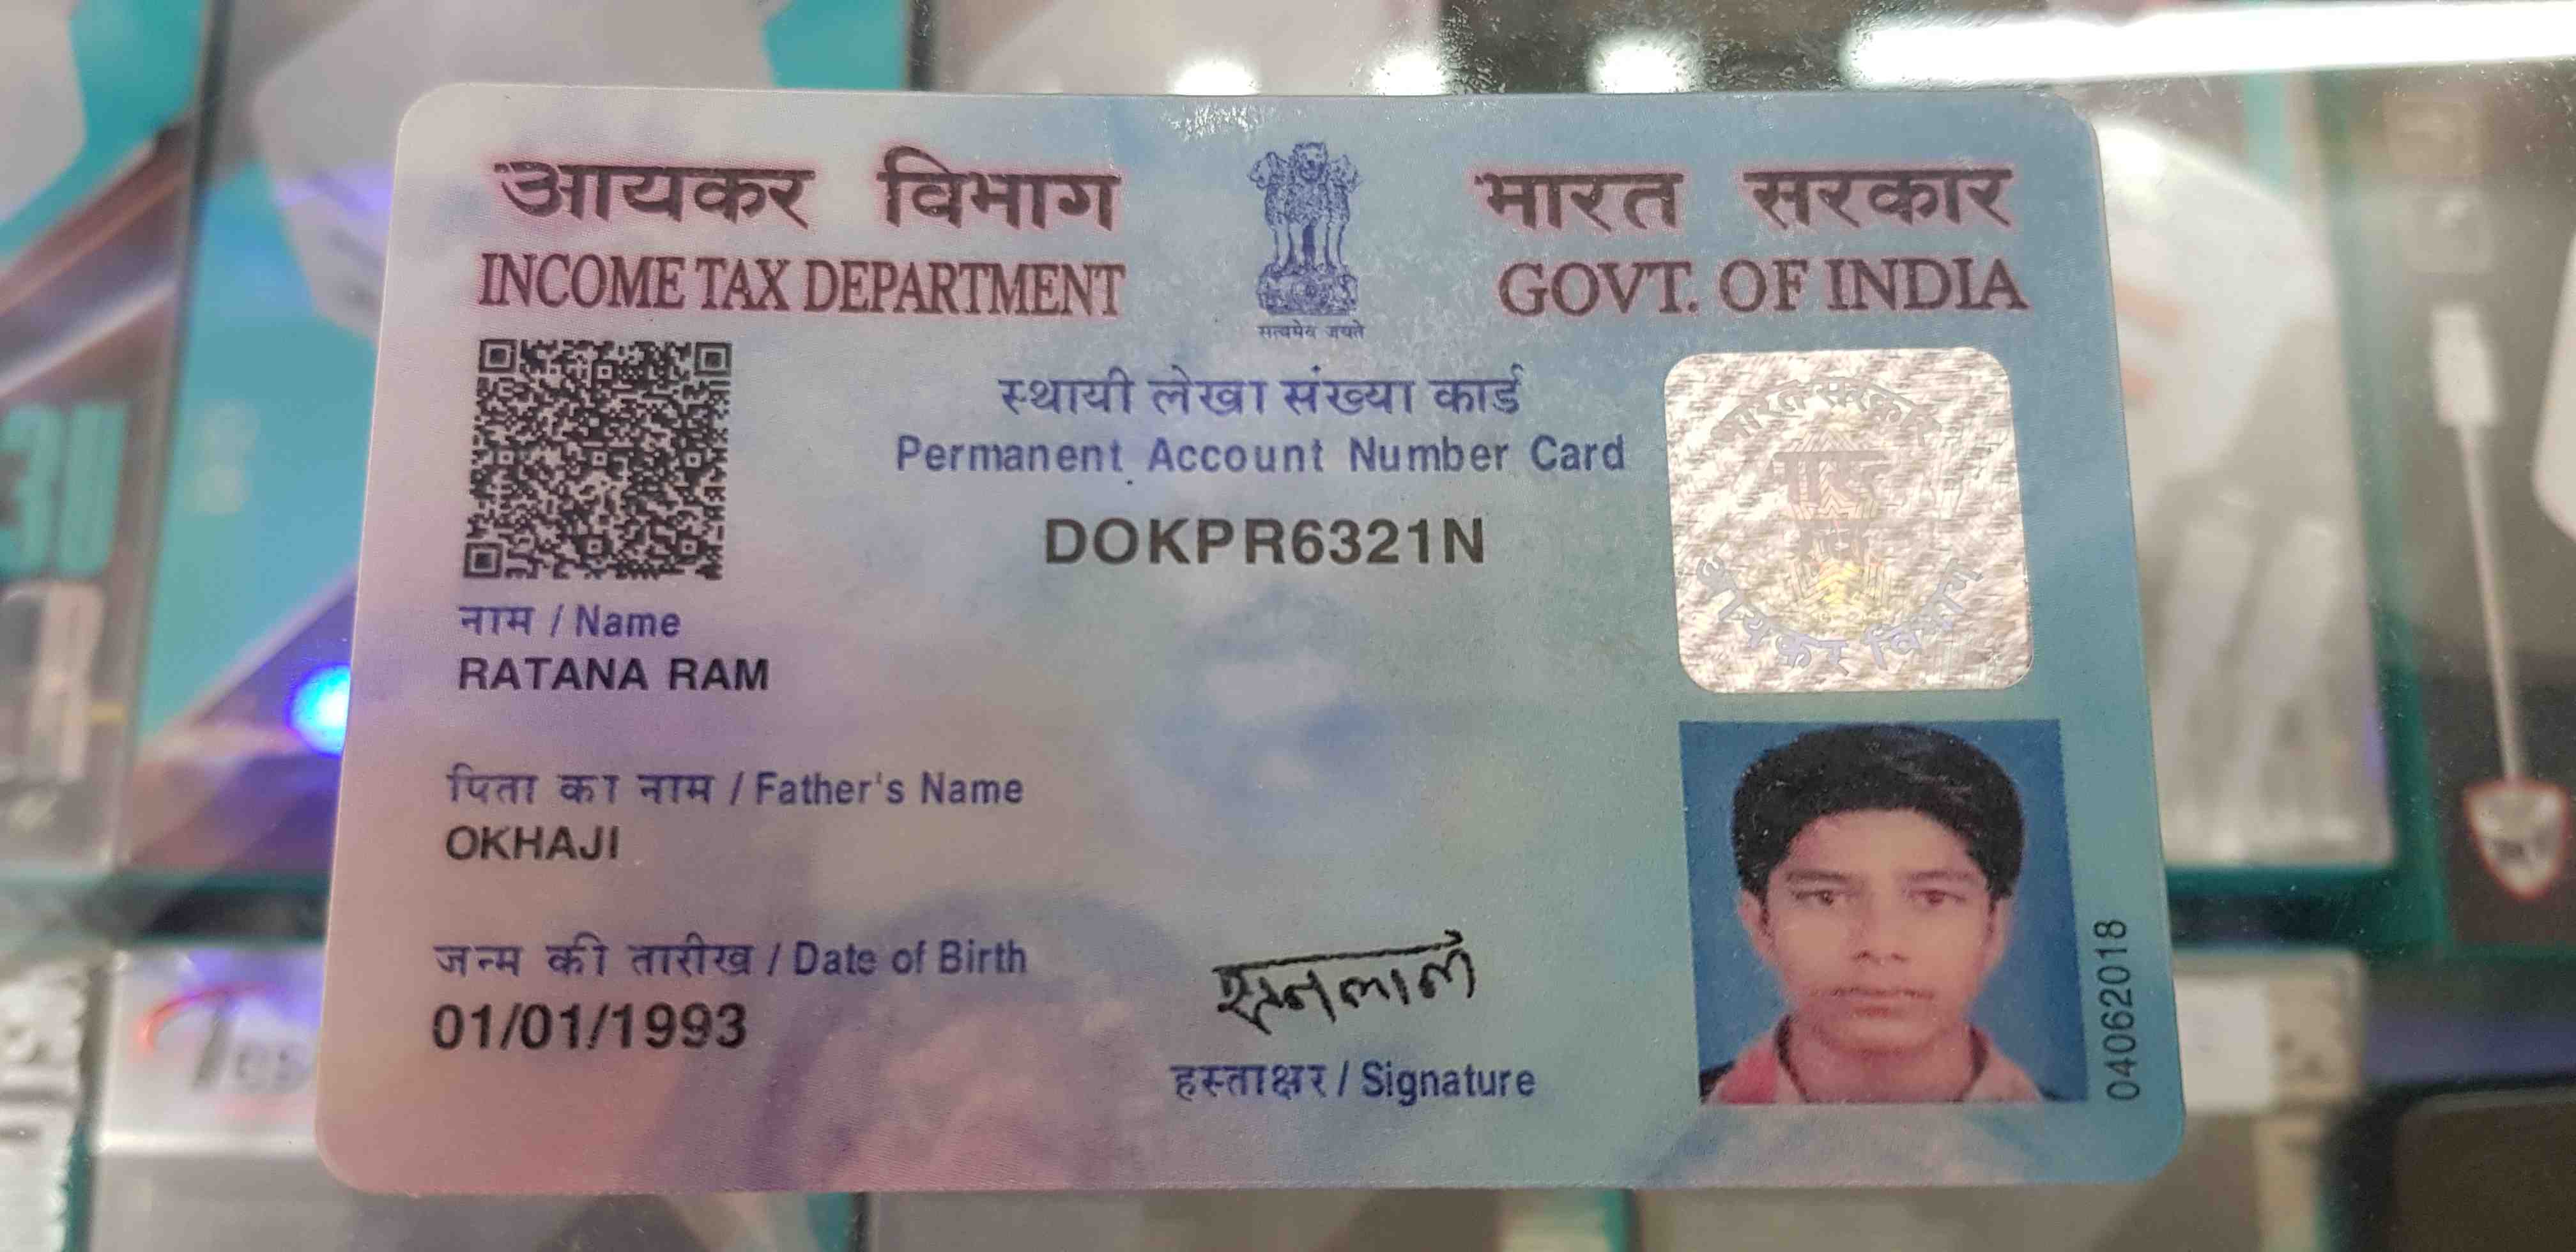 आयकर विभाग
INCOME TAX DEPARTMENT
भारत सरकार
GOVT. OF INDIA
सत्यमेव जयते
स्थायी लेखा संख्या कार्ड
Permanent Account Number Card
DOKPR6321N
भारत सरकार
आयकर विभाग
नाम / Name
RATANA RAM
पिता का नाम / Father's Name
OKHAJI
जन्म की तारीख / Date of Birth
01/01/1993
हस्ताक्षर / Signature
04062018